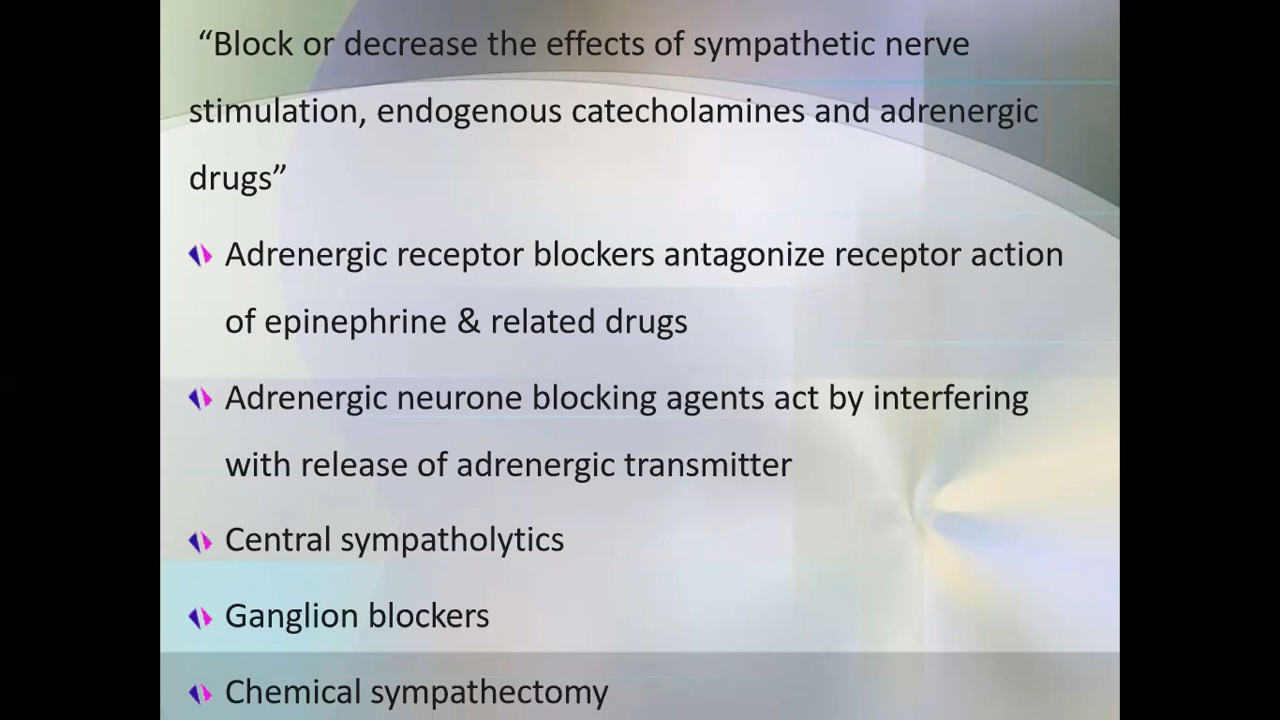 “Block or decrease the effects of sympathetic nerve
stimulation, endogenous catecholamines and adrenergic
drugs”
Adrenergic receptor blockers antagonize receptor action
of epinephrine & related drugs
Adrenergic neurone blocking agents act by interfering
with release of adrenergic transmitter
Central sympatholytics
Ganglion blockers
Chemical sympathectomy